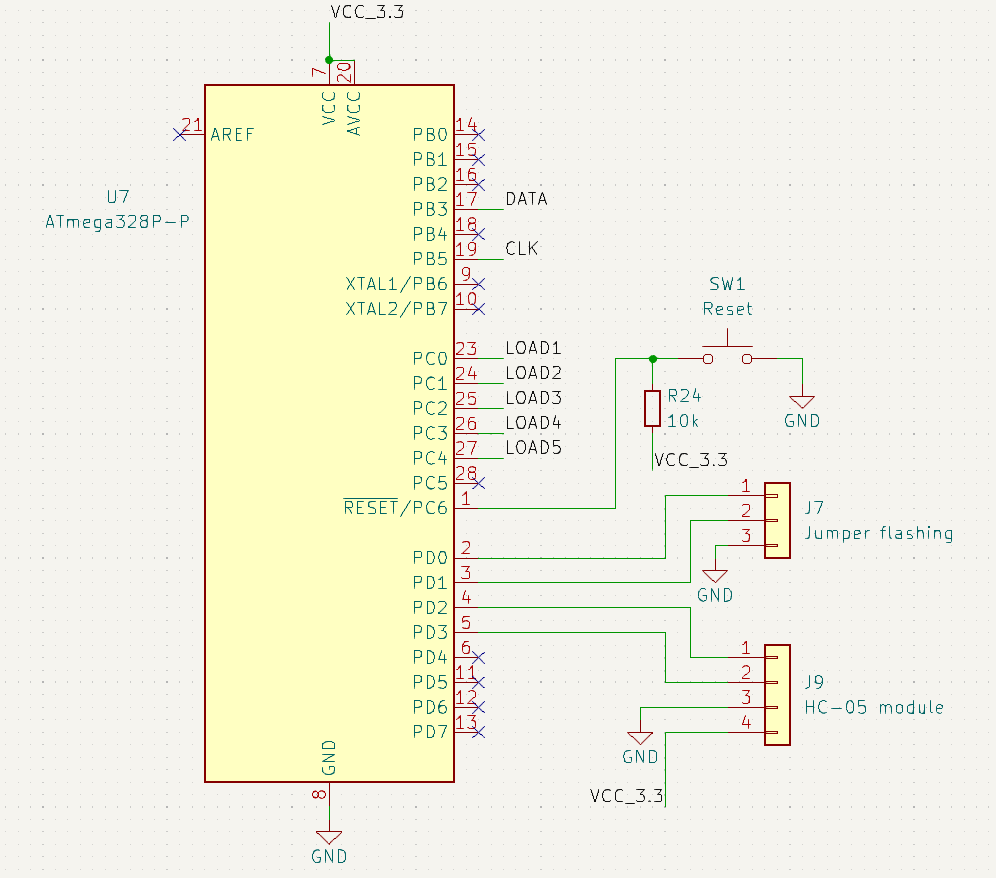 VCC_3.3
7
20
VCC
AVCC
21
AREF
U7
ATmega328P-P
PB0
14
PB1
15
PB2
16
PB3
17
DATA
PB4
18
PB5
19
CLK
XTAL1/PB6
9
XTAL2/PB7
10
PC0
23
LOAD1
PC1
24
LOAD2
PC2
25
LOAD3
PC3
26
LOAD4
PC4
27
LOAD5
PC5
28
RESET/PC6
1
PD0
2
PD1
3
PD2
4
PD3
5
PD4
6
PD5
11
PD6
12
PD7
13
GND
8
GND
SW1
Reset
GND
R24
10k
VCC_3.3
1
2
3
J7
Jumper flashing
GND
1
2
3
4
J9
HC-05 module
GND
VCC_3.3